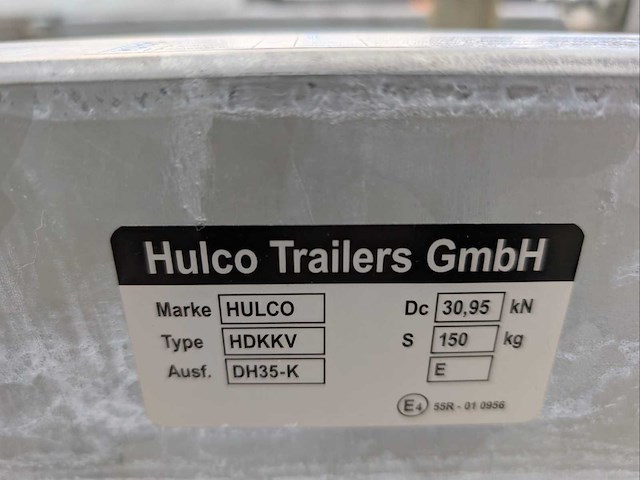 Hulco Trailers GmbH
Marke HULCO Dc 30,95 kN
Type HDKKV S 150 kg
Ausf. DH35-K E
E4 55R - 01 0956